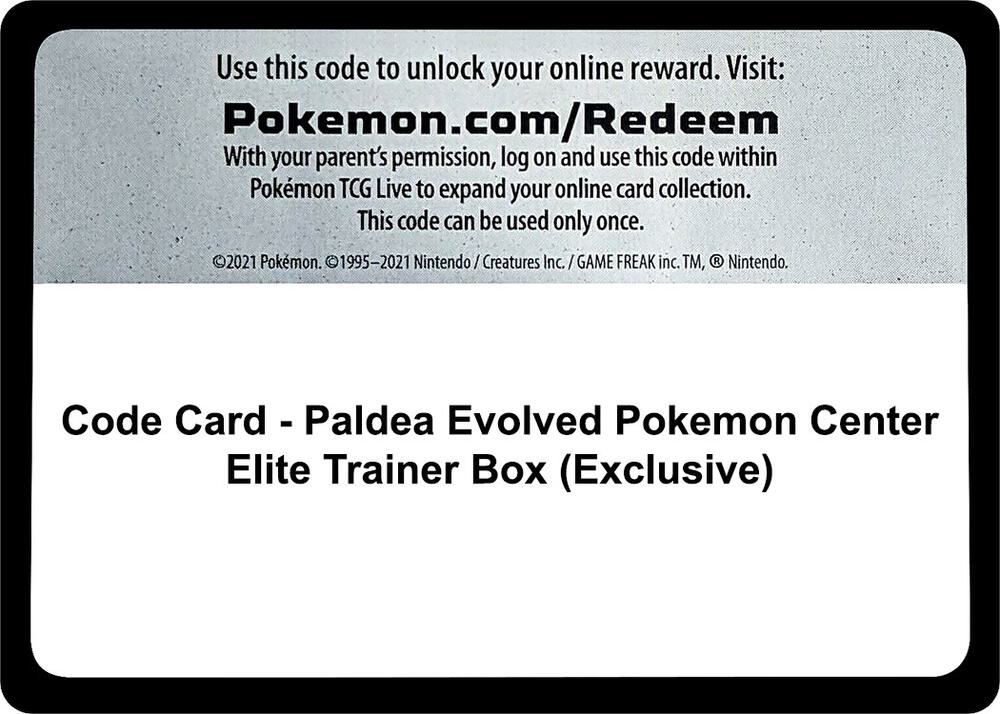 Use this code to unlock your online reward. Visit:
Pokemon.com/Redeem
With your parent's permission, log on and use this code within
Pokémon TCG Live to expand your online card collection.
This code can be used only once.
©2021 Pokémon. ©1995–2021 Nintendo / Creatures Inc. / GAME FREAK inc. TM, ® Nintendo.
Code Card - Paldea Evolved Pokemon Center
Elite Trainer Box (Exclusive)